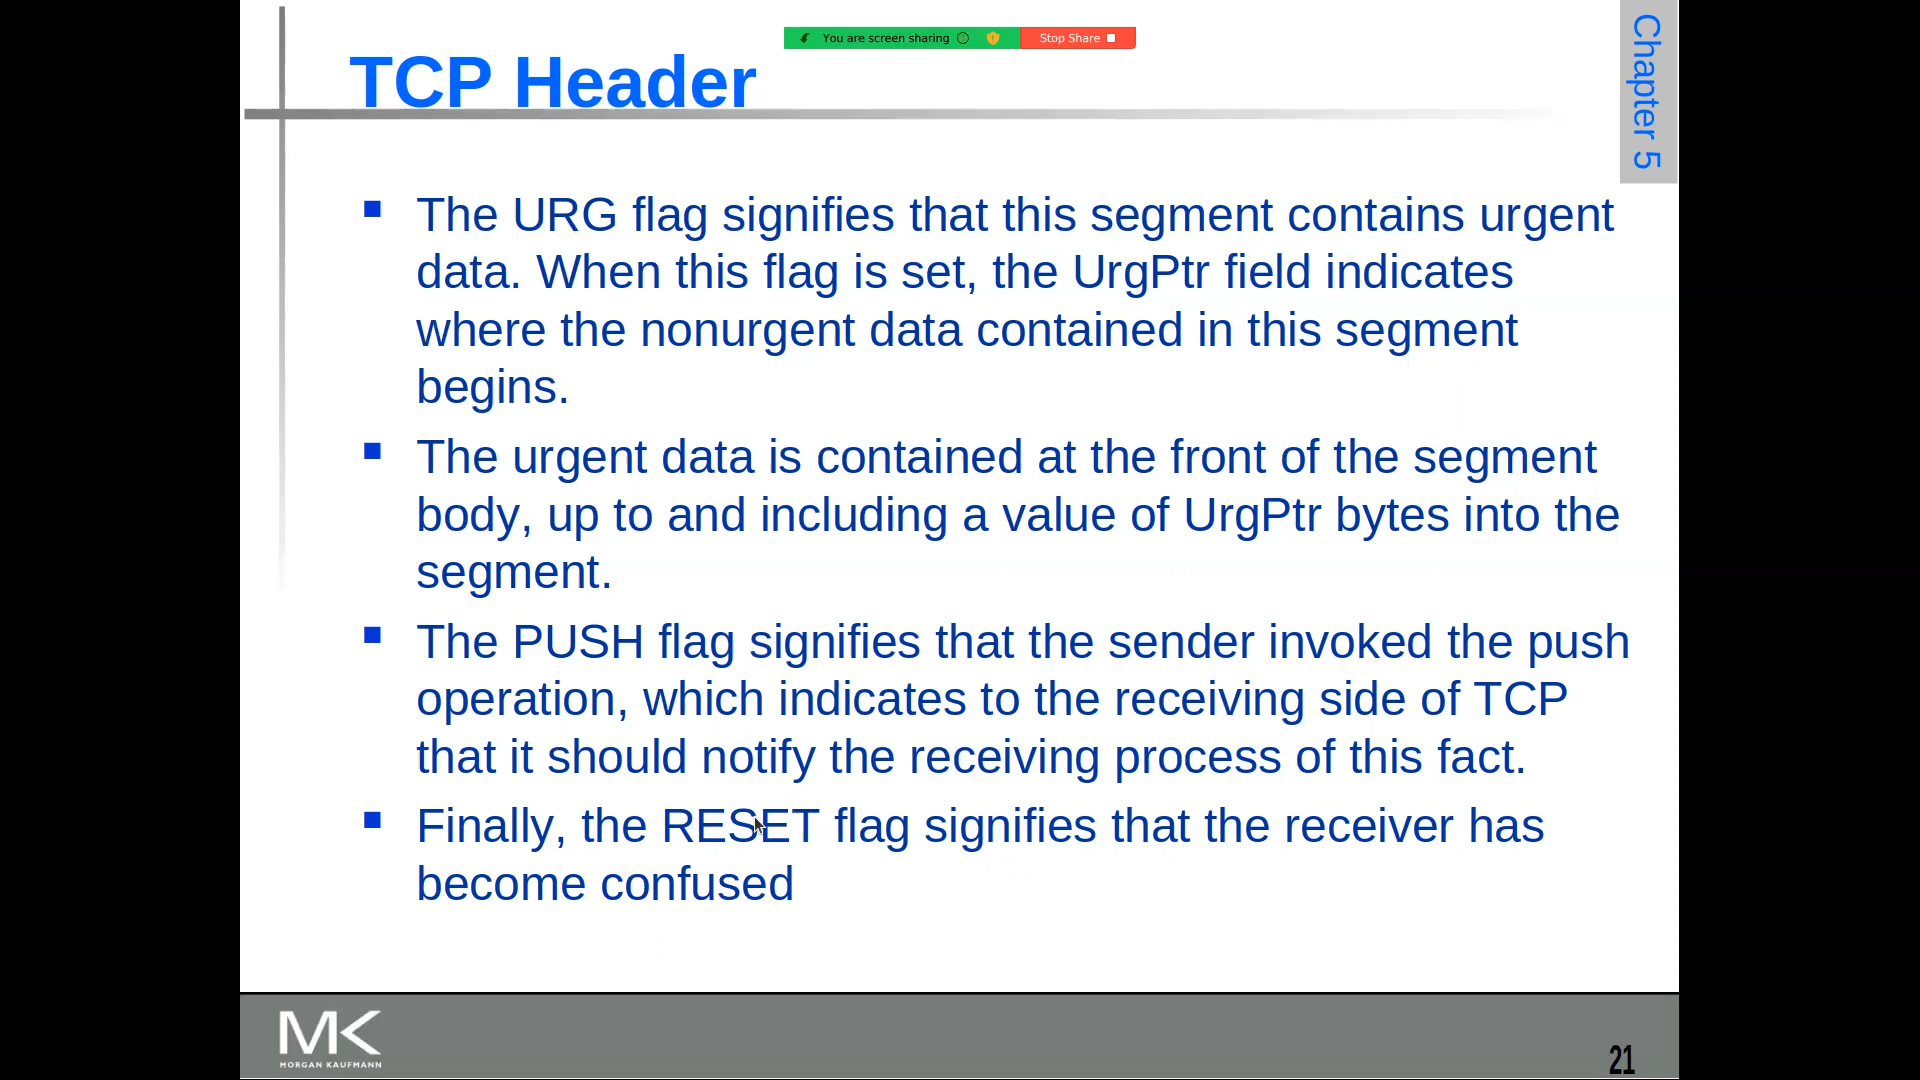 You are screen sharing
Stop Share
TCP Header
Chapter 5
The URG flag signifies that this segment contains urgent
data. When this flag is set, the UrgPtr field indicates
where the nonurgent data contained in this segment
begins.
The urgent data is contained at the front of the segment
body, up to and including a value of UrgPtr bytes into the
segment.
The PUSH flag signifies that the sender invoked the push
operation, which indicates to the receiving side of TCP
that it should notify the receiving process of this fact.
Finally, the RESET flag signifies that the receiver has
become confused
MK
MORGAN KAUFMANN
21